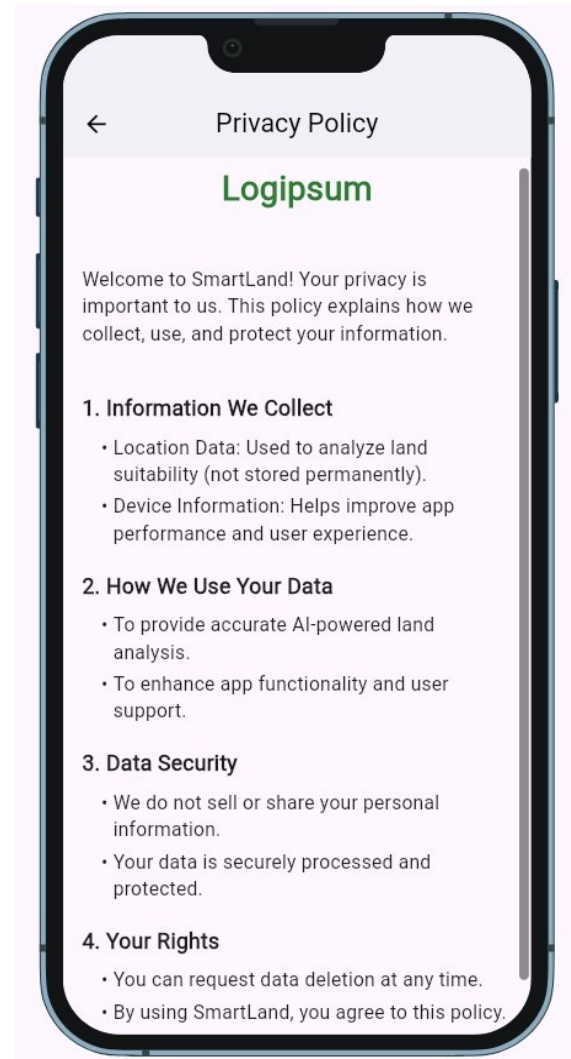 Privacy Policy
Logipsum
Welcome to SmartLand! Your privacy is
important to us. This policy explains how we
collect, use, and protect your information.
1. Information We Collect
• Location Data: Used to analyze land
suitability (not stored permanently).
• Device Information: Helps improve app
performance and user experience.
2. How We Use Your Data
• To provide accurate AI-powered land
analysis.
• To enhance app functionality and user
support.
3. Data Security
• We do not sell or share your personal
information.
• Your data is securely processed and
protected.
4. Your Rights
• You can request data deletion at any time.
• By using SmartLand, you agree to this policy.